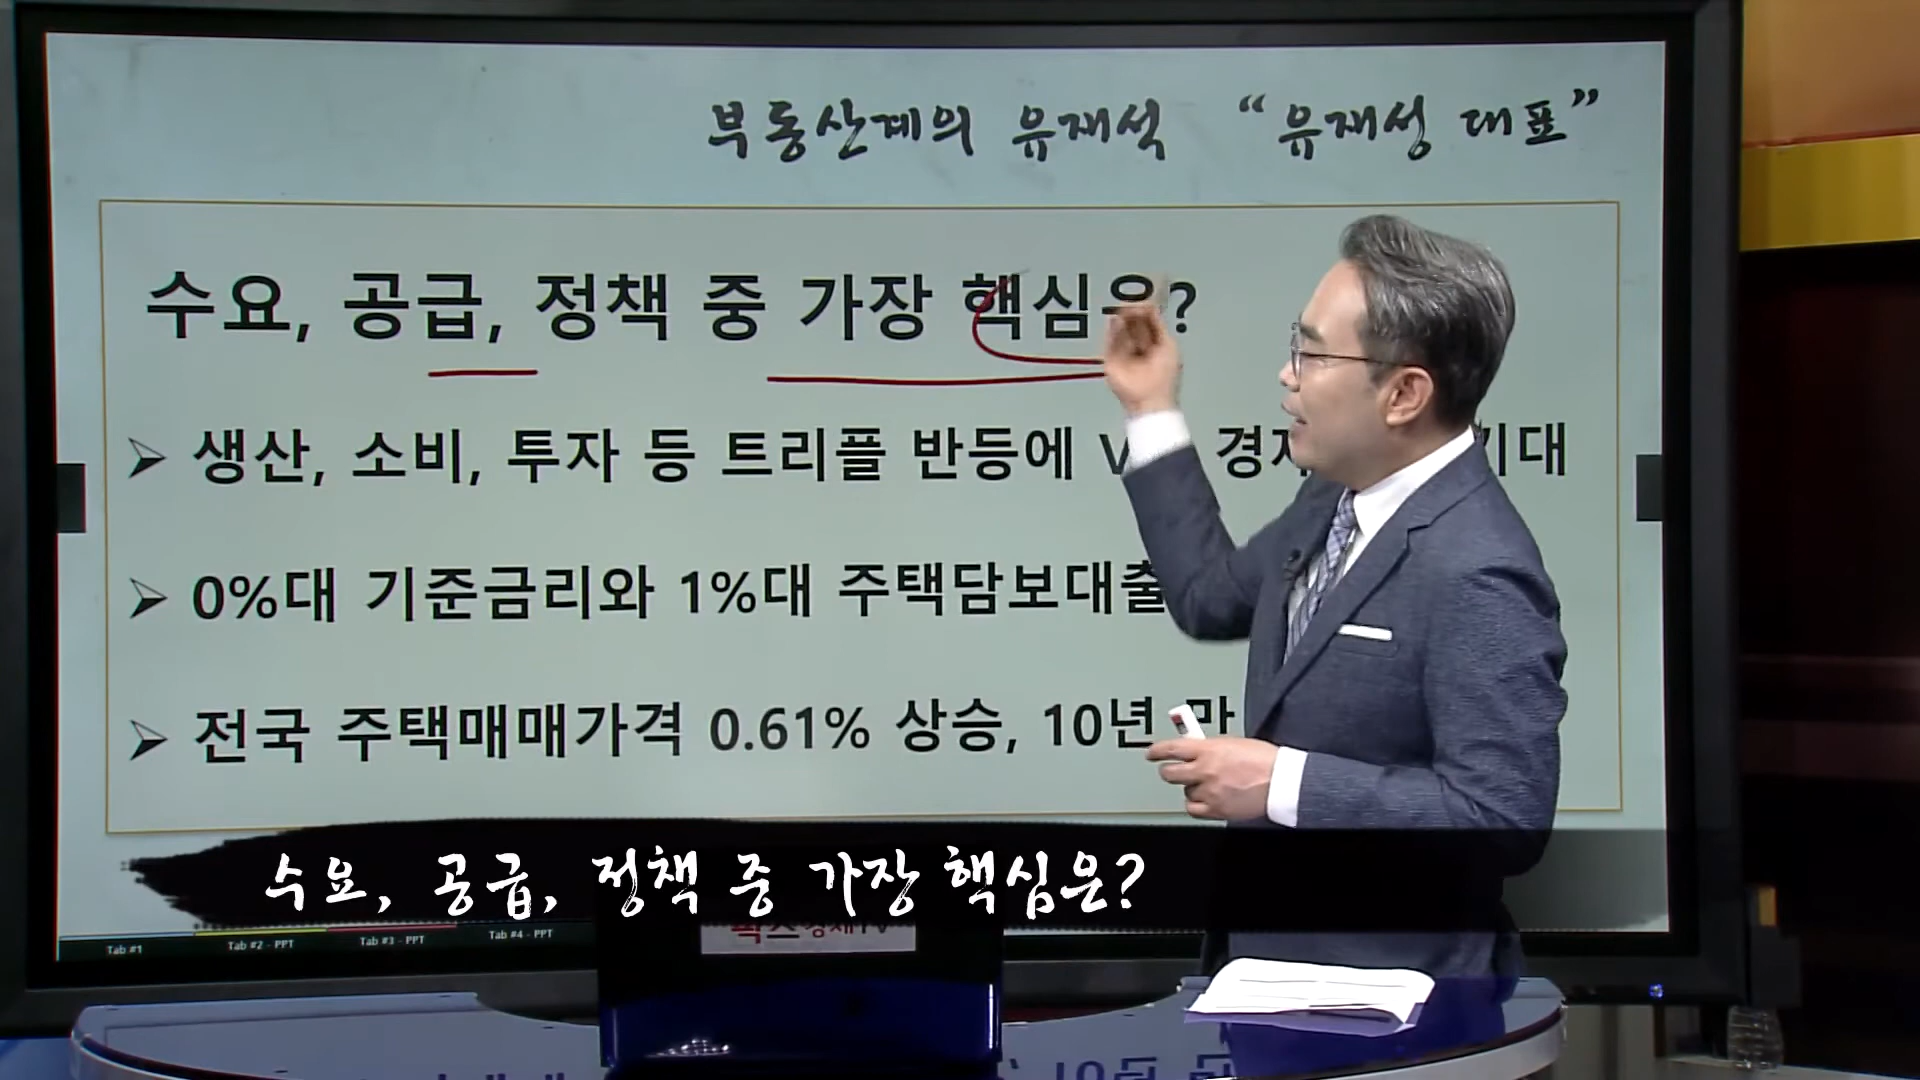 부동산계의 유재석 “유재성 대표”
수요, 공급, 정책 중 가장 핵심은?
➢ 생산, 소비, 투자 등 트리플 반등에 기대
➢ 0%대 기준금리와 1%대 주택담보대출
➢ 전국 주택매매가격 0.61% 상승, 10년 만
수요, 공급, 정책 중 가장 핵심은?
Tab #1 Tab #2 - PPT Tab #3 - PPT Tab #4 - PPT